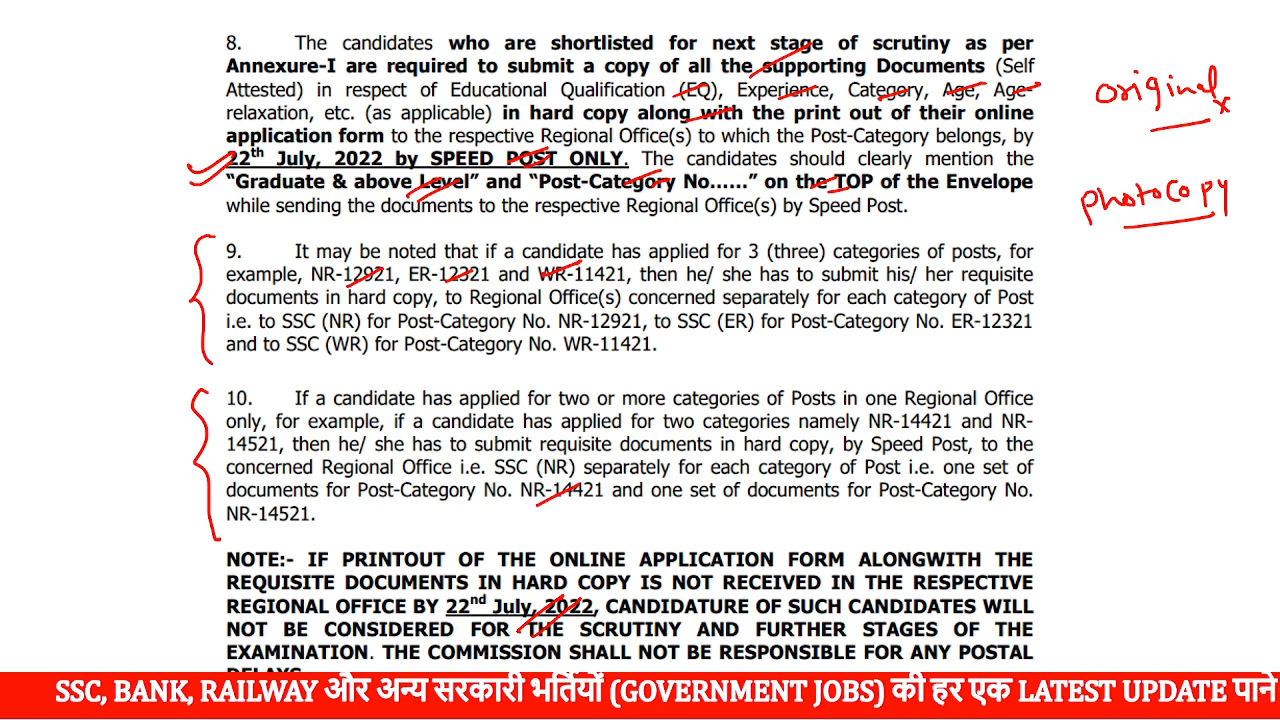 8. The candidates who are shortlisted for next stage of scrutiny as per
Annexure-I are required to submit a copy of all the supporting Documents (Self
Attested) in respect of Educational Qualification (EQ), Experience, Category, Age, Age-
relaxation, etc. (as applicable) in hard copy along with the print out of their online
application form to the respective Regional Office(s) to which the Post-Category belongs, by
22th July, 2022 by SPEED POST ONLY. The candidates should clearly mention the
“Graduate & above Level” and “Post-Category No......” on the TOP of the Envelope
while sending the documents to the respective Regional Office(s) by Speed Post.
original x
photocopy
9. It may be noted that if a candidate has applied for 3 (three) categories of posts, for
example, NR-12921, ER-12321 and WR-11421, then he/ she has to submit his/ her requisite
documents in hard copy, to Regional Office(s) concerned separately for each category of Post
i.e. to SSC (NR) for Post-Category No. NR-12921, to SSC (ER) for Post-Category No. ER-12321
and to SSC (WR) for Post-Category No. WR-11421.
10. If a candidate has applied for two or more categories of Posts in one Regional Office
only, for example, if a candidate has applied for two categories namely NR-14421 and NR-
14521, then he/ she has to submit requisite documents in hard copy, by Speed Post, to the
concerned Regional Office i.e. SSC (NR) separately for each category of Post i.e. one set of
documents for Post-Category No. NR-14421 and one set of documents for Post-Category No.
NR-14521.
NOTE:- IF PRINTOUT OF THE ONLINE APPLICATION FORM ALONGWITH THE
REQUISITE DOCUMENTS IN HARD COPY IS NOT RECEIVED IN THE RESPECTIVE
REGIONAL OFFICE BY 22nd July, 2022, CANDIDATURE OF SUCH CANDIDATES WILL
NOT BE CONSIDERED FOR THE SCRUTINY AND FURTHER STAGES OF THE
EXAMINATION. THE COMMISSION SHALL NOT BE RESPONSIBLE FOR ANY POSTAL
DELAYS
SSC, BANK, RAILWAY और अन्य सरकारी भर्तियों (GOVERNMENT JOBS) की हर एक LATEST UPDATE पाने